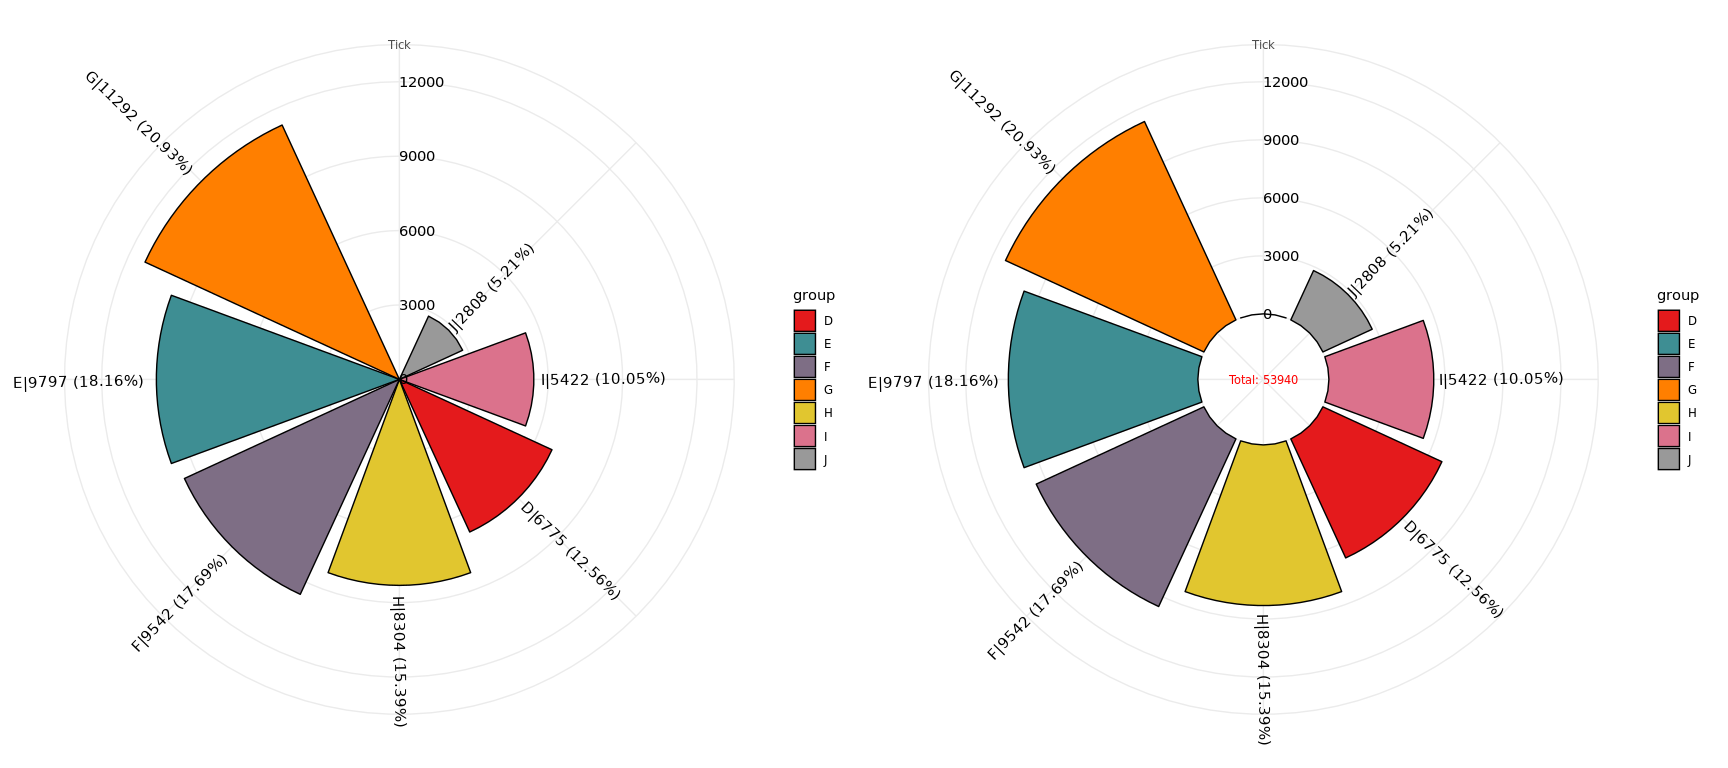 Tick
12000
9000
6000
3000
0
G|11292 (20.93%)
J|2808 (5.21%)
E|9797 (18.16%)
I|5422 (10.05%)
F|9542 (17.69%)
D|6775 (12.56%)
H|8304 (15.39%)
group
D
E
F
G
H
I
J
Tick
12000
9000
6000
3000
0
G|11292 (20.93%)
J|2808 (5.21%)
E|9797 (18.16%)
Total: 53940
I|5422 (10.05%)
F|9542 (17.69%)
D|6775 (12.56%)
H|8304 (15.39%)
group
D
E
F
G
H
I
J